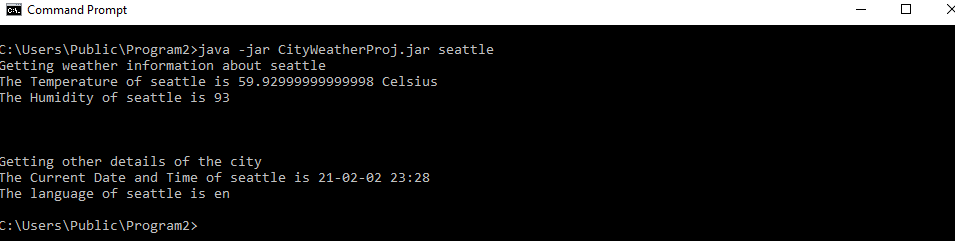 Command Prompt
C:\Users\Public\Program2>java -jar CityWeatherProj.jar seattle
Getting weather information about seattle
The Temperature of seattle is 59.92999999999998 Celsius
The Humidity of seattle is 93
Getting other details of the city
The Current Date and Time of seattle is 21-02-02 23:28
The language of seattle is en
C:\Users\Public\Program2>